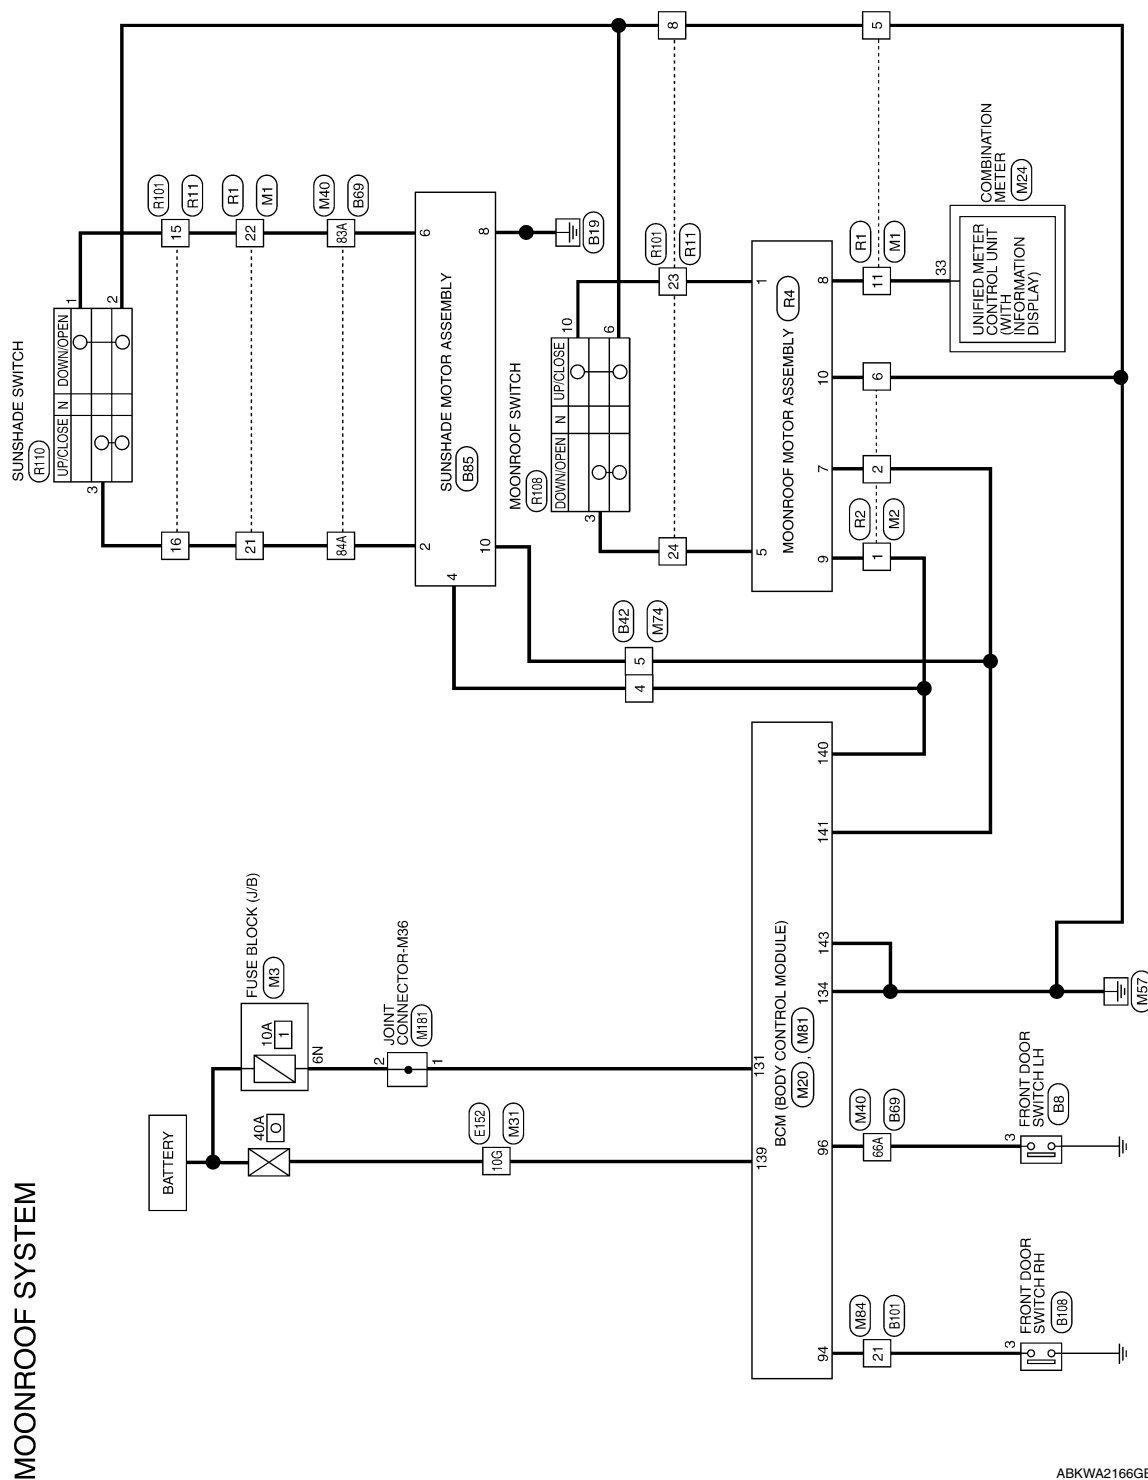 MOONROOF SYSTEM
BATTERY
40A
O
FUSE BLOCK (J/B)
M3
10A
1
6N
JOINT
CONNECTOR-M36
M181
2
1
E152
M31
10G
139
131
BCM (BODY CONTROL MODULE)
M20 , M81
94
96
134
143
141
140
M84
B101
21
FRONT DOOR
SWITCH RH
B108
3
M40
B69
66A
FRONT DOOR
SWITCH LH
B8
3
M57
SUNSHADE SWITCH
R110
UP/CLOSE
N
DOWN/OPEN
3
1
2
16
15
R101
R11
21
22
R1
M1
84A
83A
M40
B69
2
6
SUNSHADE MOTOR ASSEMBLY
B85
4
10
8
B19
B42
M74
4
5
MOONROOF SWITCH
R108
DOWN/OPEN
N
UP/CLOSE
3
10
6
24
23
R101
R11
8
5
1
MOONROOF MOTOR ASSEMBLY
R4
9
7
10
8
R2
M2
1
2
6
11
R1
M1
5
33
COMBINATION
METER
M24
UNIFIED METER
CONTROL UNIT
(WITH
INFORMATION
DISPLAY)